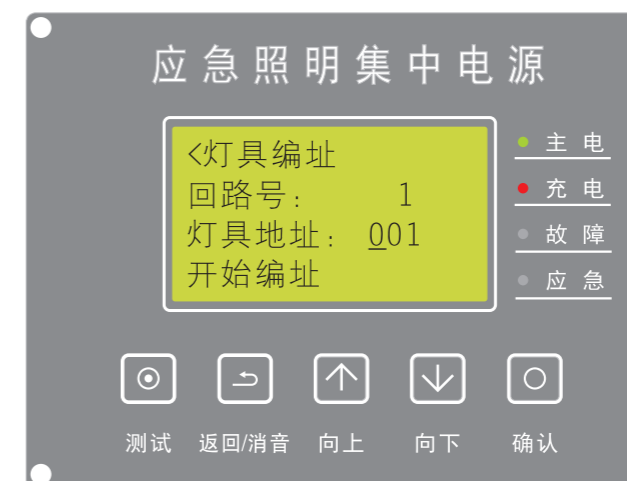 应急照明集中电源
<灯具编址
回路号: 1
灯具地址: 001
开始编址
主电
充电
故障
应急
测试 返回/消音 向上 向下 确认